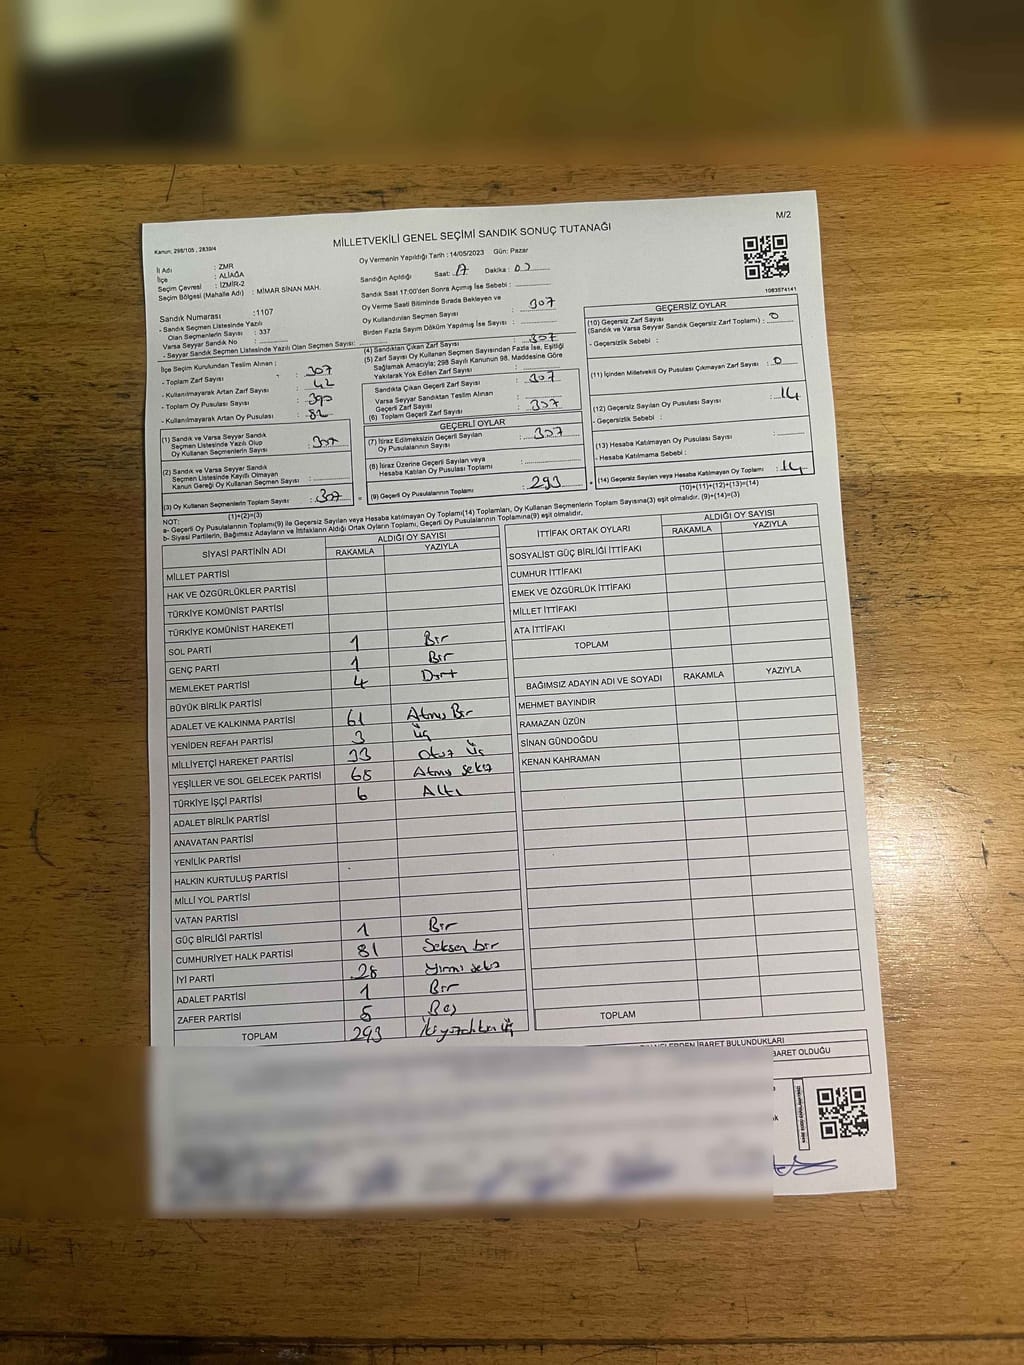 M/2
MİLLETVEKİLİ GENEL SEÇİMİ SANDIK SONUÇ TUTANAĞI
Kanun: 298/105 , 2839/4
İl Adı : ZMR
İlçe : ALİAĞA
Seçim Çevresi : İZMİR-2
Seçim Bölgesi (Mahalle Adı) : MİMAR SİNAN MAH.
Sandık Numarası :1107
- Sandık Seçmen Listesinde Yazılı
Olan Seçmenlerin Sayısı : 337
Varsa Seyyar Sandık No :
- Seyyar Sandık Seçmen Listesinde Yazılı Olan Seçmen Sayısı:
Oy Vermenin Yapıldığı Tarih : 14/05/2023 Gün: Pazar
Sandığın Açıldığı Saat: 17 Dakika :
Sandık Saat 17:00'den Sonra Açımış İse Sebebi :
Oy Verme Saati Bitiminde Sırada Bekleyen ve
Oy Kullandırılan Seçmen Sayısı : 307
Birden Fazla Sayım Döküm Yapılmış İse Sayısı :
1083574141
İlçe Seçim Kurulundan Teslim Alınan ;
- Toplam Zarf Sayısı : 307
- Kullanılmayarak Artan Zarf Sayısı : 42
- Toplam Oy Pusulası Sayısı : 390
- Kullanılmayarak Artan Oy Pusulası : 82
(1) Sandık ve Varsa Seyyar Sandık
Seçmen Listesinde Yazılı Olup
Oy Kullanan Seçmenlerin Sayısı : 307
(2) Sandık ve Varsa Seyyar Sandık
Seçmen Listesinde Kayıtlı Olmayan
Kanun Gereği Oy Kullanan Seçmen Sayısı :
(3) Oy Kullanan Seçmenlerin Toplam Sayısı : 307
(1)+(2)=(3)
(4) Sandıktan Çıkan Zarf Sayısı : 307
(5) Zarf Sayısı Oy Kullanan Seçmen Sayısından Fazla İse, Eşitliği
Sağlamak Amacıyla; 298 Sayılı Kanunun 98. Maddesine Göre
Yakılarak Yok Edilen Zarf Sayısı :
Sandıkta Çıkan Geçerli Zarf Sayısı : 307
Varsa Seyyar Sandıktan Teslim Alınan
Geçerli Zarf Sayısı :
(6) Toplam Geçerli Zarf Sayısı : 307
GEÇERLİ OYLAR
(7) İtiraz Edilmeksizin Geçerli Sayılan
Oy Pusulalarının Sayısı : 307
(8) İtiraz Üzerine Geçerli Sayılan veya
Hesaba Katılan Oy Pusulası Toplamı :
(9) Geçerli Oy Pusulalarının Toplamı : 293
GEÇERSİZ OYLAR
(10) Geçersiz Zarf Sayısı
(Sandık ve Varsa Seyyar Sandık Geçersiz Zarf Toplamı) : 0
- Geçersizlik Sebebi :
(11) İçinden Milletvekili Oy Pusulası Çıkmayan Zarf Sayısı : 0
(12) Geçersiz Sayılan Oy Pusulası Sayısı : 14
- Geçersizlik Sebebi :
(13) Hesaba Katılmayan Oy Pusulası Sayısı :
- Hesaba Katılmama Sebebi :
(14) Geçersiz Sayılan veya Hesaba Katılmayan Oy Toplamı : 14
(10)+(11)+(12)+(13)=(14)
NOT:
a- Geçerli Oy Pusulalarının Toplamı(9) ile Geçersiz Sayılan veya Hesaba Katılmayan Oy Toplamı(14) Toplamları, Oy Kullanan Seçmenlerin Toplam Sayısına(3) eşit olmalıdır. (9)+(14)=(3)
b- Siyasi Partilerin, Bağımsız Adayların ve İttifakların Aldığı Ortak Oyların Toplamı, Geçerli Oy Pusulalarının Toplamına(9) eşit olmalıdır.
SİYASİ PARTİNİN ADI ALDIĞI OY SAYISI
RAKAMLA YAZIYLA
MİLLET PARTİSİ
HAK VE ÖZGÜRLÜKLER PARTİSİ
TÜRKİYE KOMÜNİST PARTİSİ
TÜRKİYE KOMÜNİST HAREKETİ
SOL PARTİ 1 Bir
GENÇ PARTİ 1 Bir
MEMLEKET PARTİSİ 4 Dört
BÜYÜK BİRLİK PARTİSİ
ADALET VE KALKINMA PARTİSİ 61 Atmış Bir
YENİDEN REFAH PARTİSİ 3 Üç
MİLLİYETÇİ HAREKET PARTİSİ 33 Otuz Üç
YEŞİLLER VE SOL GELECEK PARTİSİ 68 Atmış sekiz
TÜRKİYE İŞÇİ PARTİSİ 6 Altı
ADALET BİRLİK PARTİSİ
ANAVATAN PARTİSİ
YENİLİK PARTİSİ
HALKIN KURTULUŞ PARTİSİ
MİLLİ YOL PARTİSİ
VATAN PARTİSİ
GÜÇ BİRLİĞİ PARTİSİ 1 Bir
CUMHURİYET HALK PARTİSİ 81 Seksen bir
İYİ PARTİ 28 Yirmi sekiz
ADALET PARTİSİ 1 Bir
ZAFER PARTİSİ 5 Beş
TOPLAM 293 İkiyüzdoksan üç
İTTİFAK ORTAK OYLARI ALDIĞI OY SAYISI
RAKAMLA YAZIYLA
SOSYALİST GÜÇ BİRLİĞİ İTTİFAKI
CUMHUR İTTİFAKI
EMEK VE ÖZGÜRLÜK İTTİFAKI
MİLLET İTTİFAKI
ATA İTTİFAKI
TOPLAM
BAĞIMSIZ ADAYIN ADI VE SOYADI RAKAMLA YAZIYLA
MEHMET BAYINDIR
RAMAZAN ÜZÜN
SİNAN GÜNDOĞDU
KENAN KAHRAMAN
TOPLAM
İBARET BULUNDUKLARI
BARET OLDUĞU